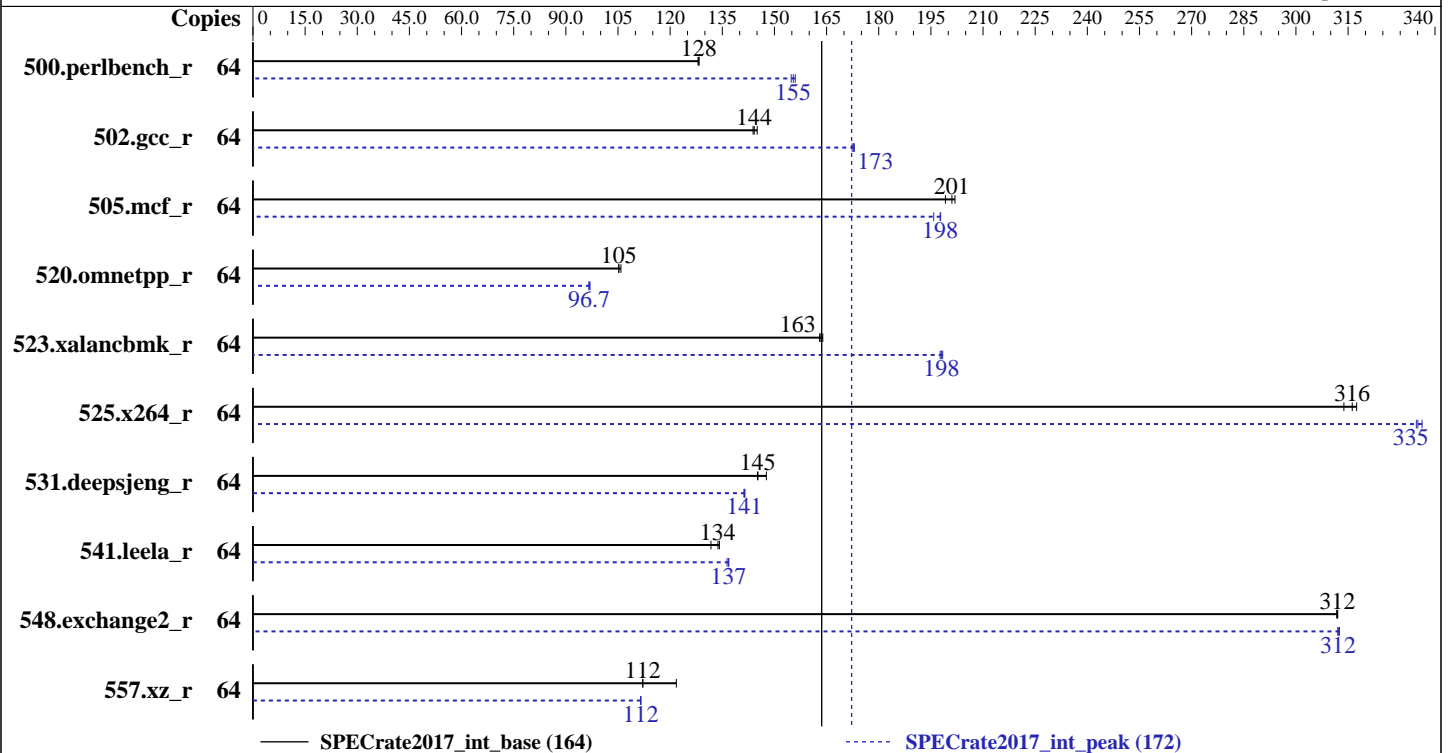 Copies 0 15.0 30.0 45.0 60.0 75.0 90.0 105 120 135 150 165 180 195 210 225 240 255 270 285 300 315 340
128
500.perlbench_r 64
155
144
502.gcc_r 64
173
201
505.mcf_r 64
198
105
520.omnetpp_r 64
96.7
163
523.xalancbmk_r 64
198
316
525.x264_r 64
335
145
531.deepsjeng_r 64
141
134
541.leela_r 64
137
312
548.exchange2_r 64
312
112
557.xz_r 64
112
SPECrate2017_int_base (164) SPECrate2017_int_peak (172)